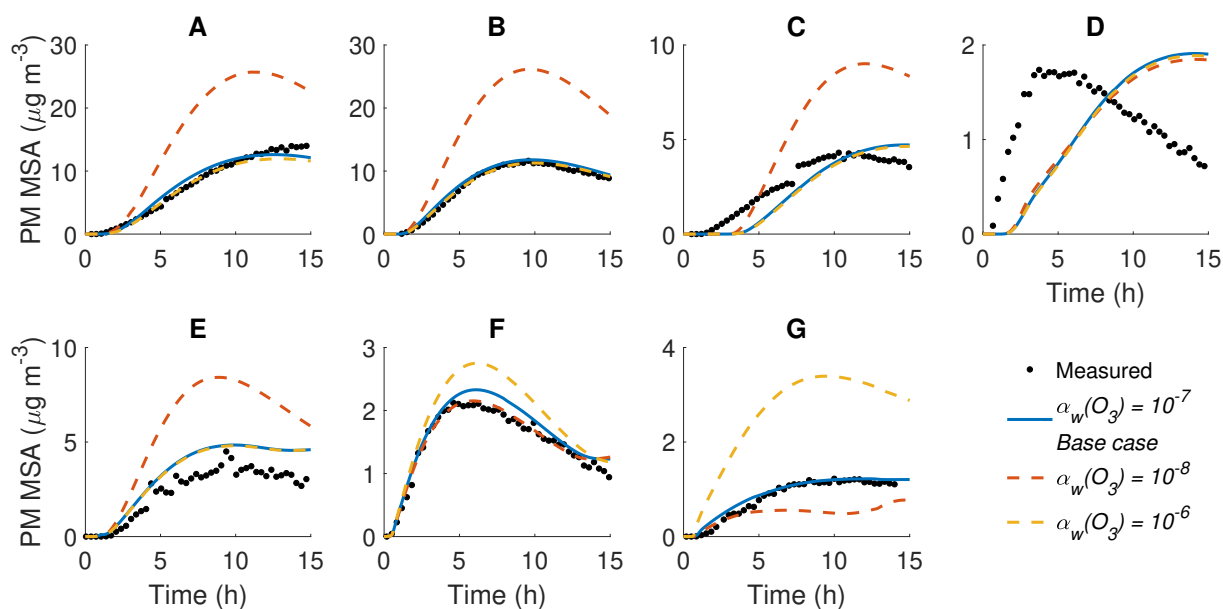 A
B
C
D
PM MSA (μg m-3)
30
20
10
0
0 5 10 15
30
20
10
0
0 5 10 15
10
5
0
0 5 10 15
2
1
0
0 5 10 15
Time (h)
E
F
G
PM MSA (μg m-3)
10
5
0
0 5 10 15
Time (h)
3
2
1
0
0 5 10 15
Time (h)
4
2
0
0 5 10 15
Time (h)
Measured
αw(O3) = 10-7
Base case
αw(O3) = 10-8
αw(O3) = 10-6